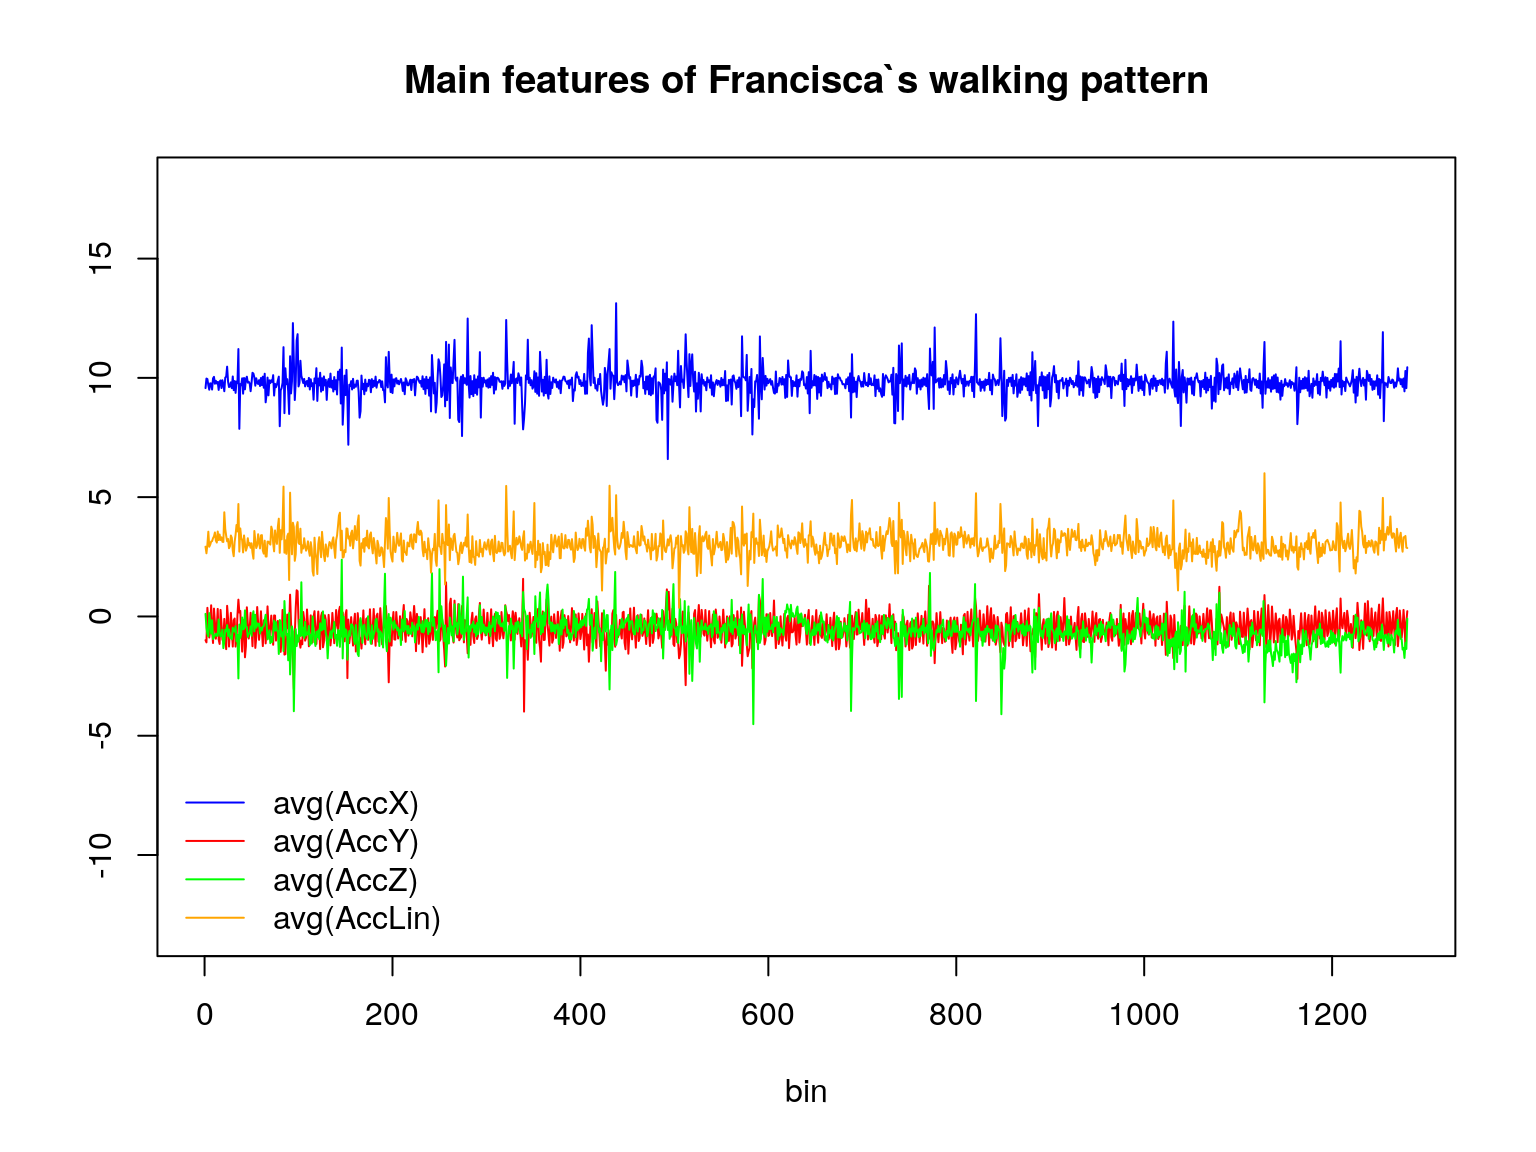 Main features of Francisca`s walking pattern
15
10
5
0
-5
-10
avg(AccX)
avg(AccY)
avg(AccZ)
avg(AccLin)
0 200 400 600 800 1000 1200
bin